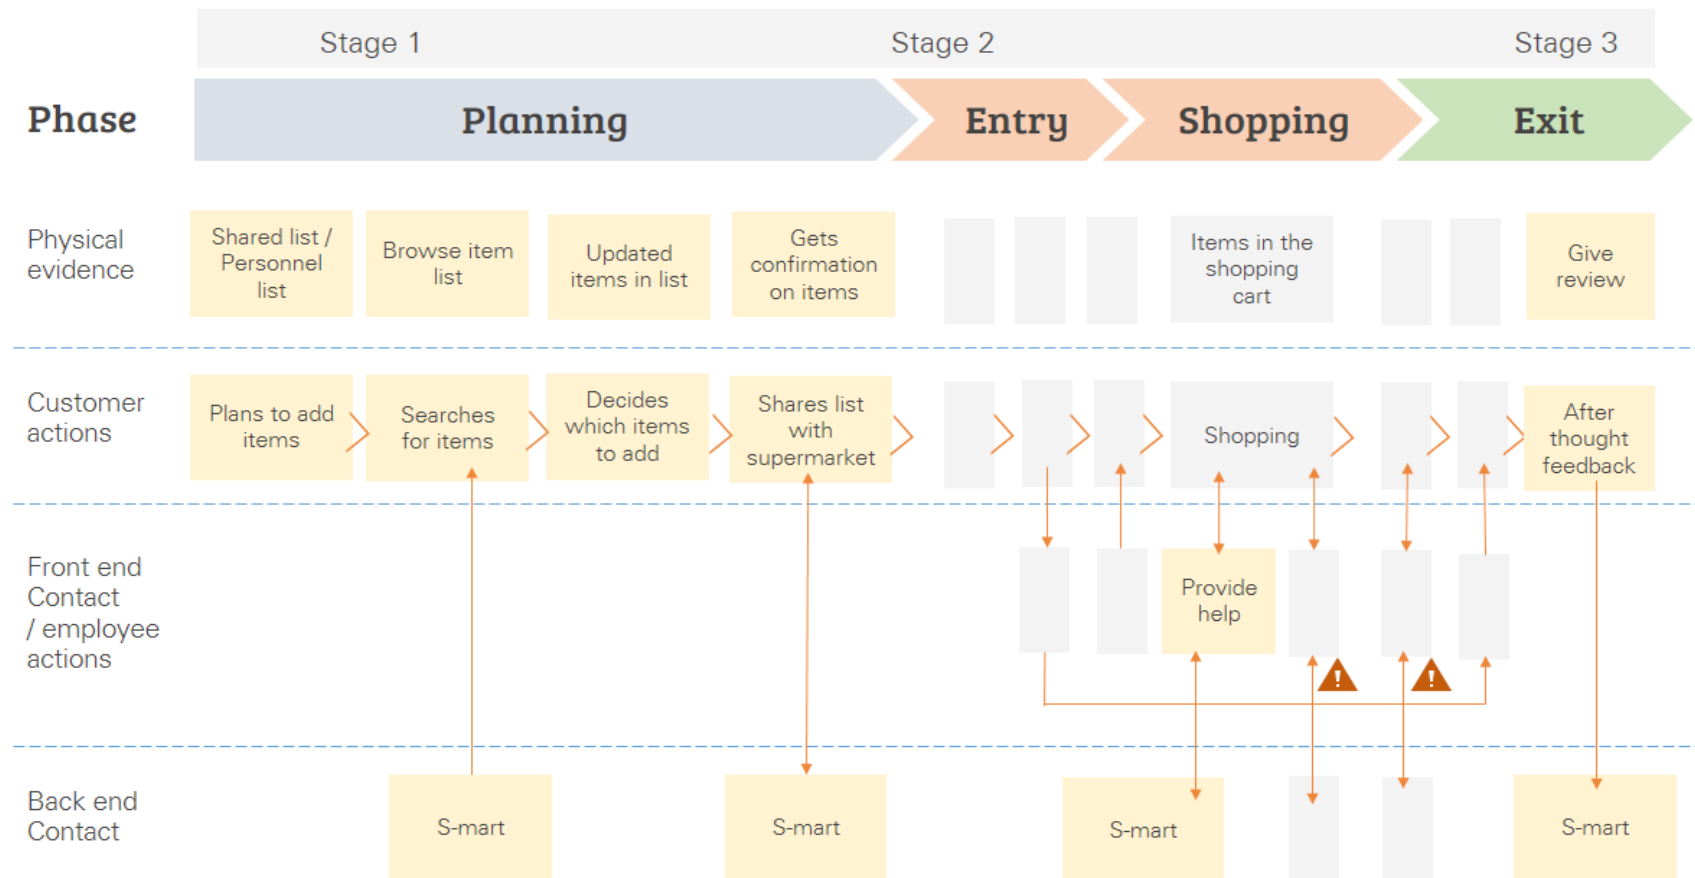 Stage 1
Stage 2
Stage 3
Phase
Planning
Entry
Shopping
Exit
Physical
evidence
Shared list /
Personnel
list
Browse item
list
Updated
items in list
Gets
confirmation
on items
Items in the
shopping
cart
Give
review
Customer
actions
Plans to add
items
Searches
for items
Decides
which items
to add
Shares list
with
supermarket
Shopping
After
thought
feedback
Front end
Contact
/ employee
actions
Provide
help
!
!
Back end
Contact
S-mart
S-mart
S-mart
S-mart